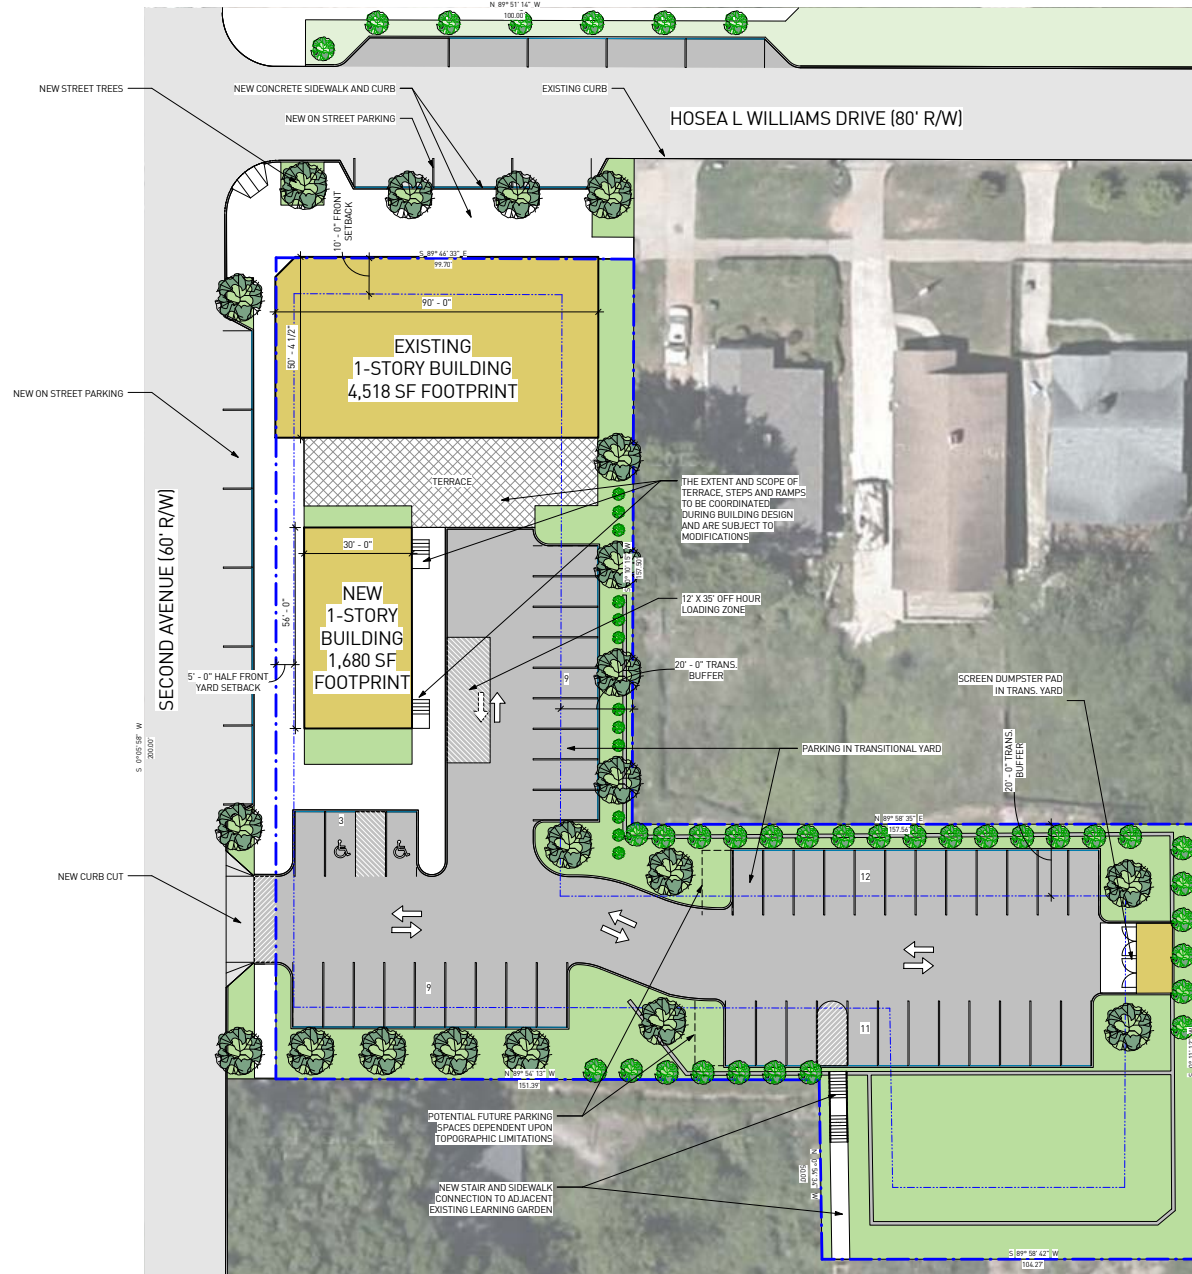 N 89° 51' 14" W
100.00'
NEW STREET TREES
NEW CONCRETE SIDEWALK AND CURB
EXISTING CURB
NEW ON STREET PARKING
HOSEA L WILLIAMS DRIVE (80' R/W)
10' - 0" FRONT
SETBACK
S 89° 46' 33" E
99.70'
90' - 0"
50' - 4 1/2"
EXISTING
1-STORY BUILDING
4,518 SF FOOTPRINT
NEW ON STREET PARKING
SECOND AVENUE (60' R/W)
TERRACE
THE EXTENT AND SCOPE OF
TERRACE, STEPS AND RAMPS
TO BE COORDINATED
DURING BUILDING DESIGN
AND ARE SUBJECT TO
MODIFICATIONS
30' - 0"
56' - 0"
NEW
1-STORY
BUILDING
1,680 SF
FOOTPRINT
157.50'
12' X 35' OFF HOUR
LOADING ZONE
5' - 0" HALF FRONT
YARD SETBACK
9
20' - 0" TRANS.
BUFFER
SCREEN DUMPSTER PAD
IN TRANS. YARD
S 0°05'58" W
200.00'
PARKING IN TRANSITIONAL YARD
20' - 0" TRANS.
BUFFER
3
N 89° 58' 35" E
157.56'
NEW CURB CUT
12
9
11
N 89° 54' 13" W
151.39'
POTENTIAL FUTURE PARKING
SPACES DEPENDENT UPON
TOPOGRAPHIC LIMITATIONS
N 0°56'34" W
50.00'
NEW STAIR AND SIDEWALK
CONNECTION TO ADJACENT
EXISTING LEARNING GARDEN
S 89° 58' 42" W
104.27'